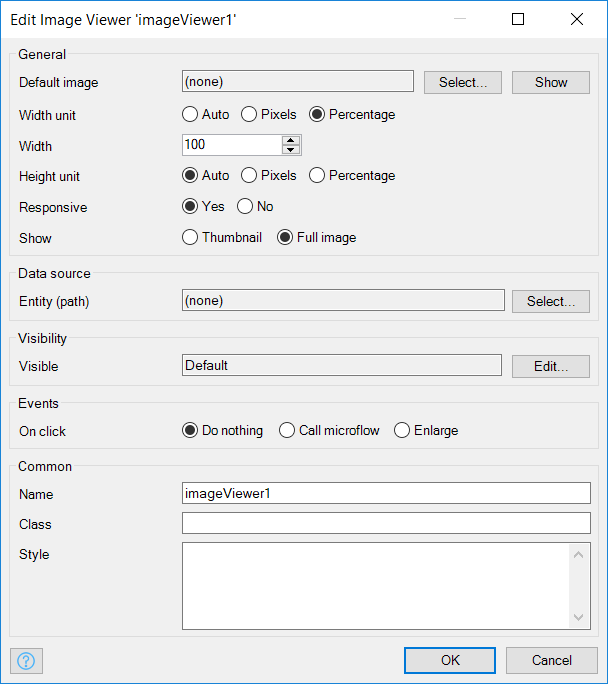 Edit Image Viewer 'imageViewer1'
General
Default image (none) Select... Show
Width unit Auto Pixels Percentage
Width 100
Height unit Auto Pixels Percentage
Responsive Yes No
Show Thumbnail Full image
Data source
Entity (path) (none) Select...
Visibility
Visible Default Edit...
Events
On click Do nothing Call microflow Enlarge
Common
Name imageViewer1
Class
Style
? OK Cancel